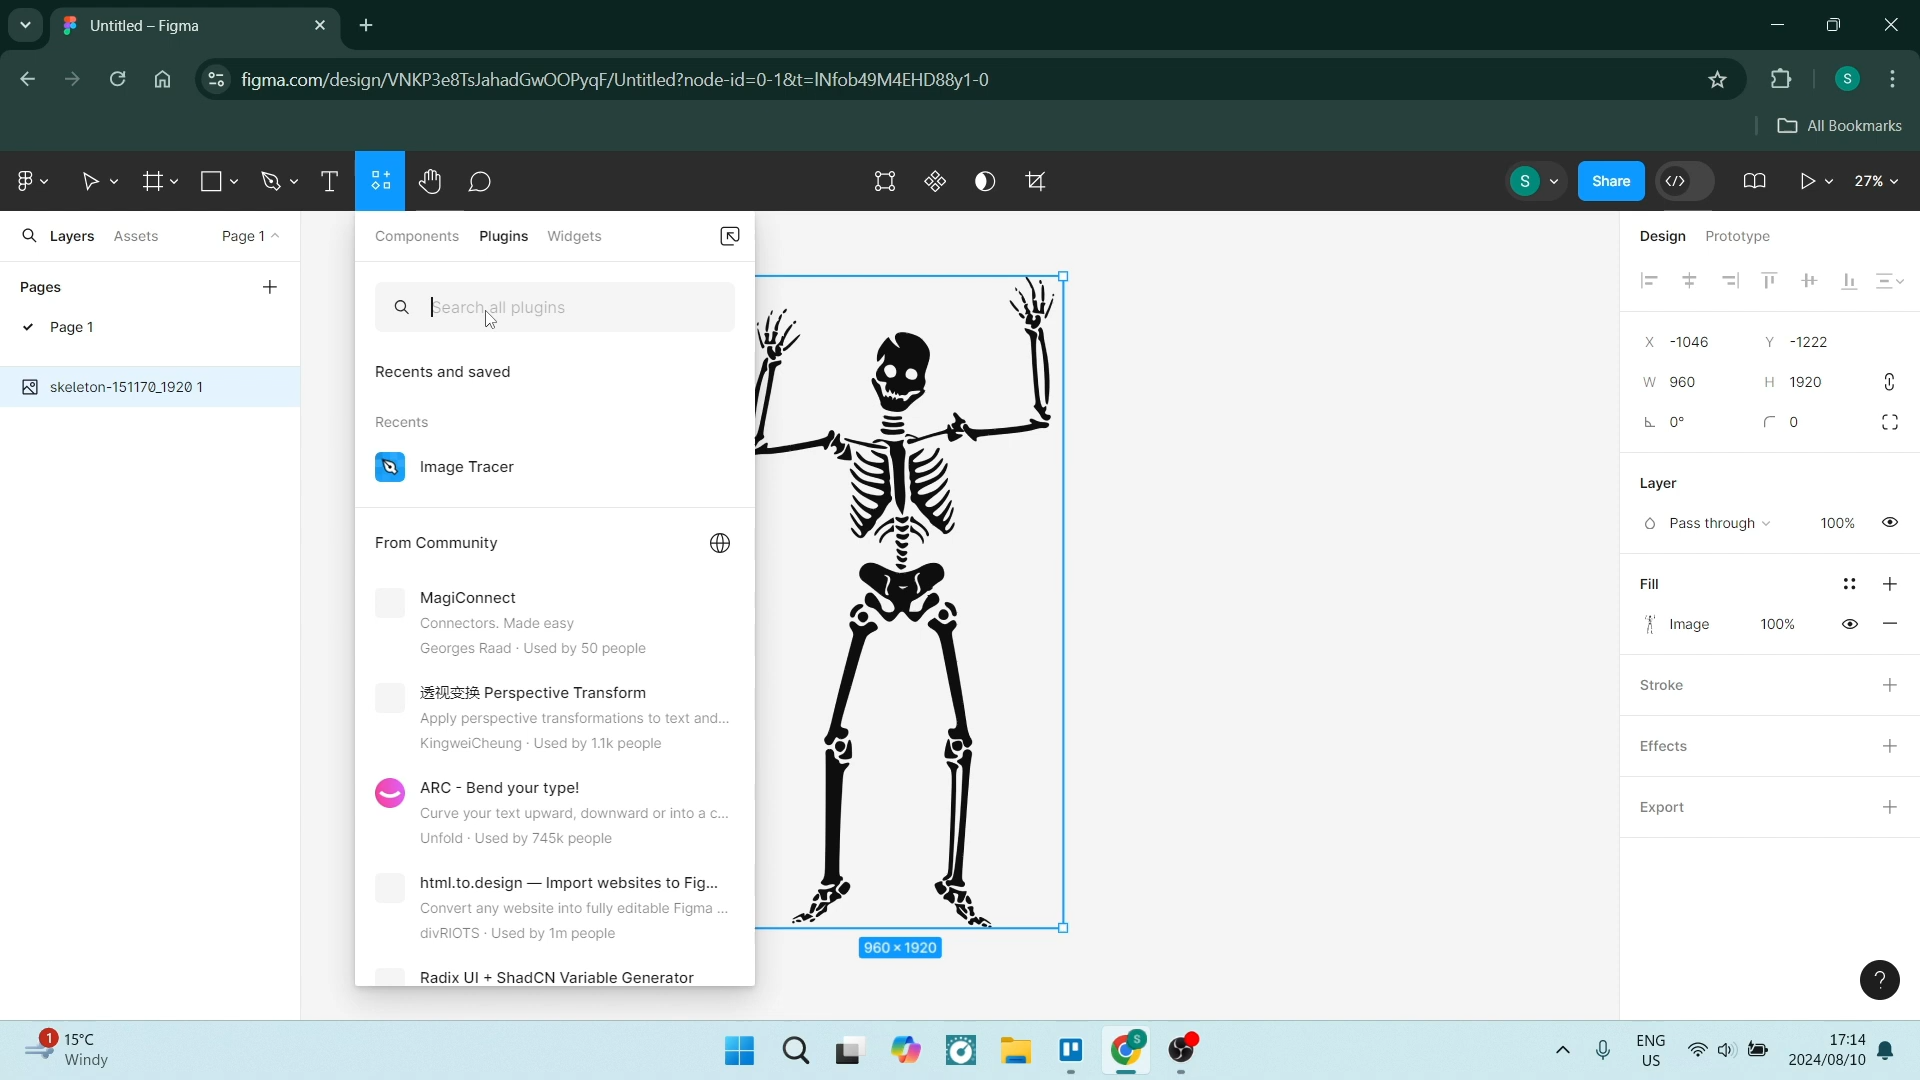 Untitled – Figma
figma.com/design/VNKP3e8TsJahadGwOOPyqF/Untitled?node-id=0-1&t=lNfob49M4EHD88y1-0
S
All Bookmarks
S
Share
27%
Layers
Assets
Page 1
Components
Plugins
Widgets
Design
Prototype
Pages
Page 1
skeleton-151170_1920 1
Search all plugins
Recents and saved
Recents
Image Tracer
From Community
MagiConnect
Connectors. Made easy
Georges Raad · Used by 50 people
透视变换 Perspective Transform
Apply perspective transformations to text and...
KingweiCheung · Used by 1.1k people
ARC - Bend your type!
Curve your text upward, downward or into a c...
Unfold · Used by 745k people
html.to.design — Import websites to Fig...
Convert any website into fully editable Figma ...
divRIOTS · Used by 1m people
Radix UI + ShadCN Variable Generator
960 × 1920
X -1046 Y -1222
W 960 H 1920
0° 0
Layer
Pass through 100%
Fill
Image 100%
Stroke
Effects
Export
?
1
15°C
Windy
S
ENG
US
17:14
2024/08/10